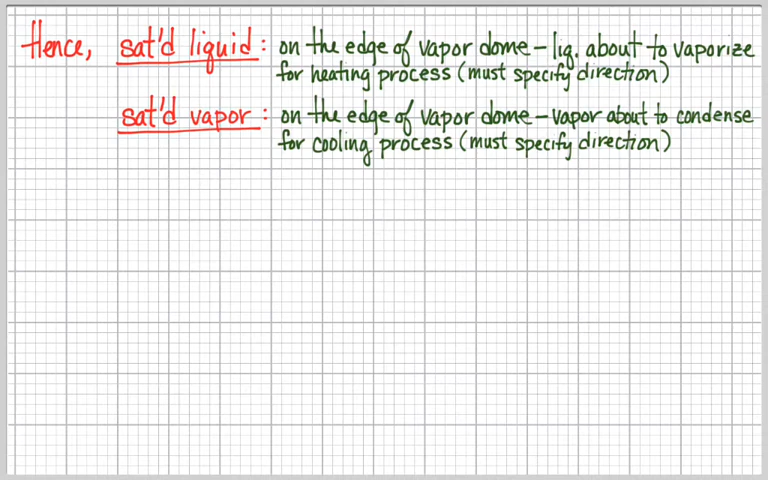 Hence, sat'd liquid: on the edge of vapor dome - liq. about to vaporize
for heating process (must specify direction)
sat'd vapor: on the edge of vapor dome - vapor about to condense
for cooling process (must specify direction)